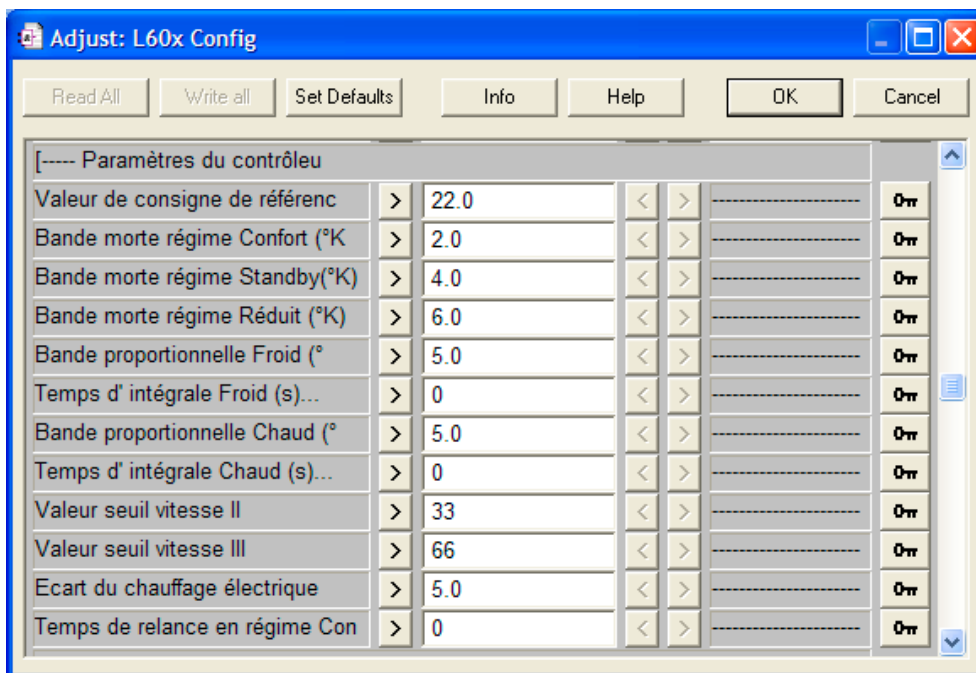 Adjust: L60x Config
Read All Write all Set Defaults Info Help OK Cancel
[----- Paramètres du contrôleu
Valeur de consigne de référenc > 22.0 < > -----------------------
Bande morte régime Confort (°K > 2.0 < > -----------------------
Bande morte régime Standby(°K) > 4.0 < > -----------------------
Bande morte régime Réduit (°K) > 6.0 < > -----------------------
Bande proportionnelle Froid (° > 5.0 < > -----------------------
Temps d' intégrale Froid (s)... > 0 < > -----------------------
Bande proportionnelle Chaud (° > 5.0 < > -----------------------
Temps d' intégrale Chaud (s)... > 0 < > -----------------------
Valeur seuil vitesse II > 33 < > -----------------------
Valeur seuil vitesse III > 66 < > -----------------------
Ecart du chauffage électrique > 5.0 < > -----------------------
Temps de relance en régime Con > 0 < > -----------------------